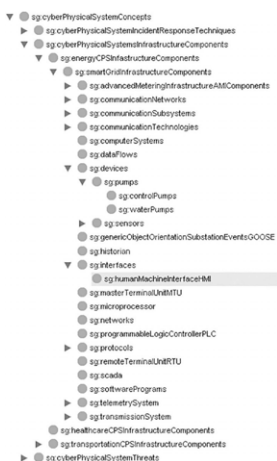 sg:cyberPhysicalSystemConcepts
sg:cyberPhysicalSystemIncidentResponseTechniques
sg:cyberPhysicalSystemsInfrastructureComponents
sg:energyCPSInfastructureComponents
sg:smartGridInfrastructureComponents
sg:advancedMeteringInfrastructureAMIComponents
sg:communicationNetworks
sg:communicationSubsystems
sg:communicationTechnologies
sg:computerSystems
sg:dataFlows
sg:devices
sg:pumps
sg:controlPumps
sg:waterPumps
sg:sensors
sg:genericObjectOrientationSubstationEventsGOOSE
sg:historian
sg:interfaces
sg:humanMachineInterfaceHMI
sg:masterTerminalUnitMTU
sg:microprocessor
sg:networks
sg:programmableLogicControllerPLC
sg:protocols
sg:remoteTerminalUnitRTU
sg:scada
sg:softwarePrograms
sg:telemetrySystem
sg:transmissionSystem
sg:healthcareCPSInfrastructureComponents
sg:transportationCPSInfrastructureComponents
sg:cyberPhysicalSystemThreats